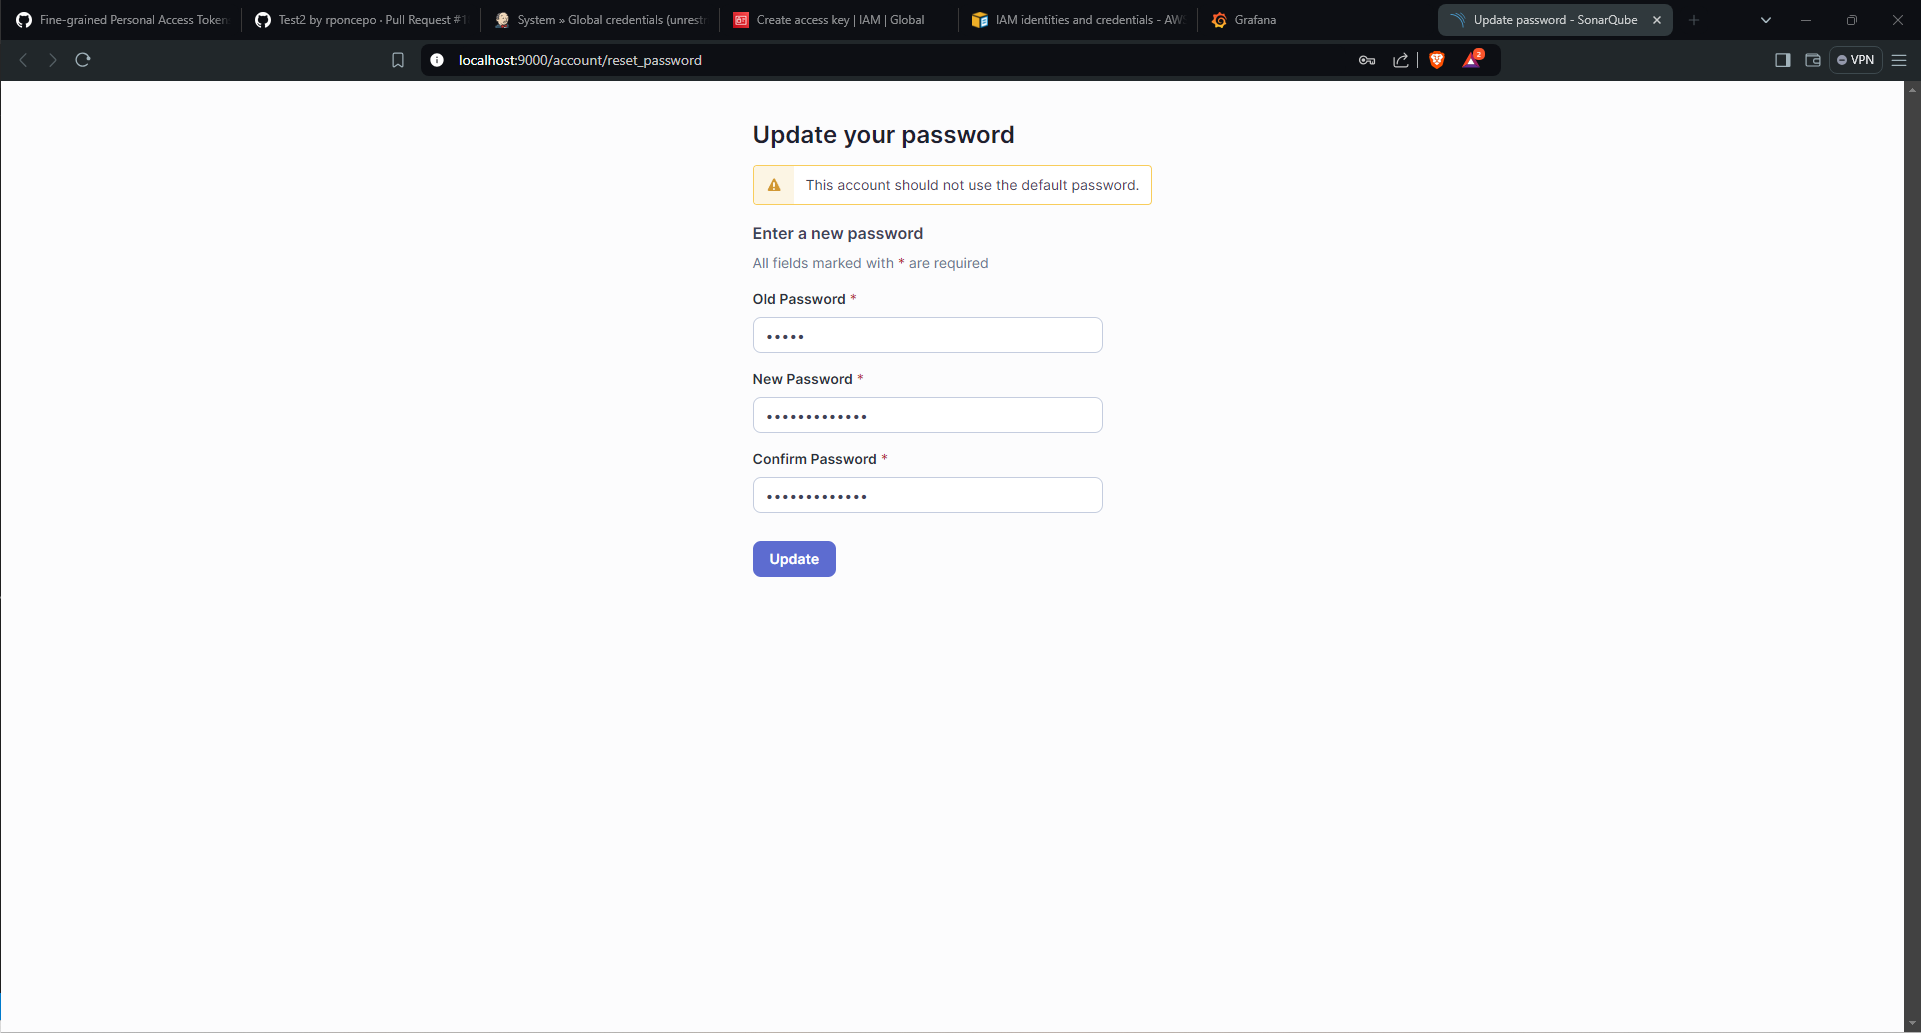 Fine-grained Personal Access Token
Test2 by rponcepo · Pull Request #1
System » Global credentials (unrestr
Create access key | IAM | Global
IAM identities and credentials - AW
Grafana
Update password - SonarQube
localhost:9000/account/reset_password
2
VPN
Update your password
This account should not use the default password.
Enter a new password
All fields marked with * are required
Old Password *
•••••
New Password *
•••••••••••••
Confirm Password *
•••••••••••••
Update